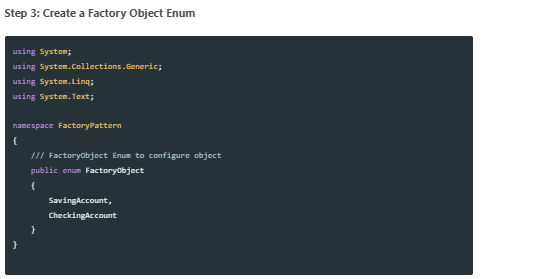 Step 3: Create a Factory Object Enum
using System;
using System.Collections.Generic;
using System.Linq;
using System.Text;
namespace FactoryPattern
{
/// FactoryObject Enum to configure object
public enum FactoryObject
{
SavingAccount,
CheckingAccount
}
}